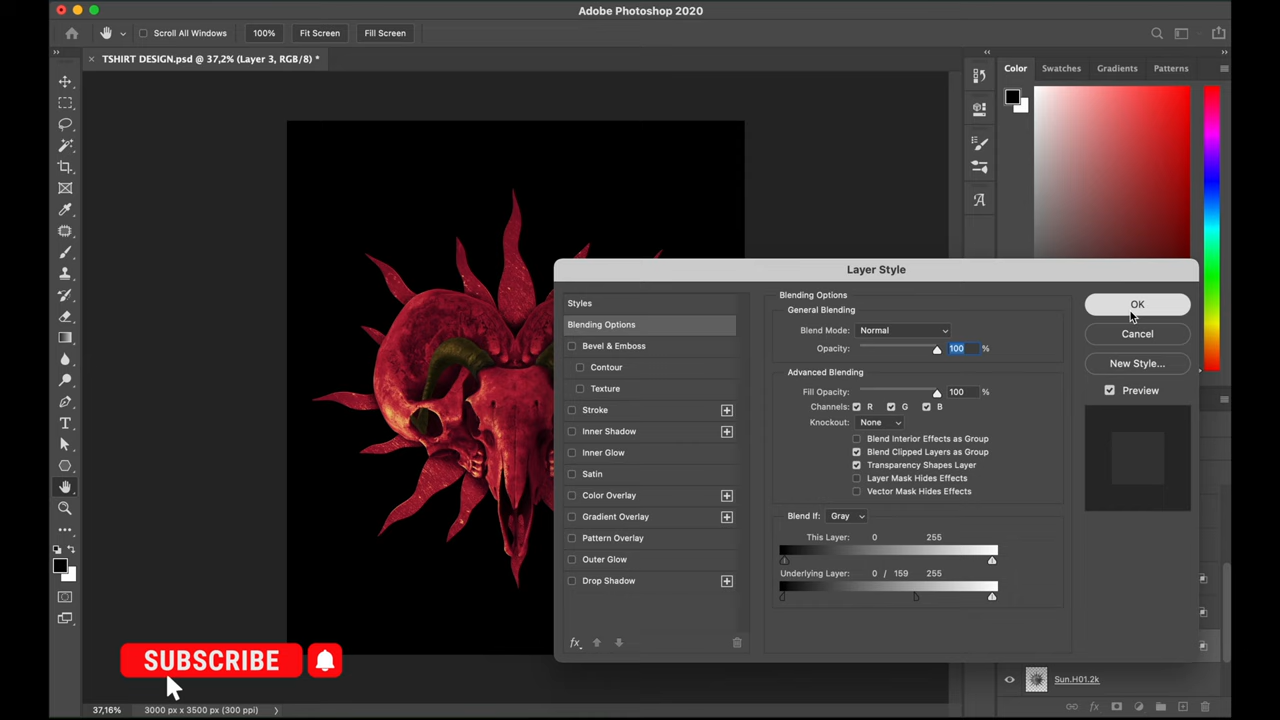 Adobe Photoshop 2020
Scroll All Windows 100% Fit Screen Fill Screen
TSHIRT DESIGN.psd @ 37,2% (Layer 3, RGB/8) *
Color Swatches Gradients Patterns
Layer Style
Styles
Blending Options
Bevel & Emboss
Contour
Texture
Stroke
Inner Shadow
Inner Glow
Satin
Color Overlay
Gradient Overlay
Pattern Overlay
Outer Glow
Drop Shadow
fx
Blending Options
General Blending
Blend Mode: Normal
Opacity: 100 %
Advanced Blending
Fill Opacity: 100 %
Channels: R G B
Knockout: None
Blend Interior Effects as Group
Blend Clipped Layers as Group
Transparency Shapes Layer
Layer Mask Hides Effects
Vector Mask Hides Effects
Blend If: Gray
This Layer: 0 255
Underlying Layer: 0 / 159 255
OK
Cancel
New Style...
Preview
SUBSCRIBE
Sun.H01.2k
fx
37,16% 3000 px x 3500 px (300 ppi)